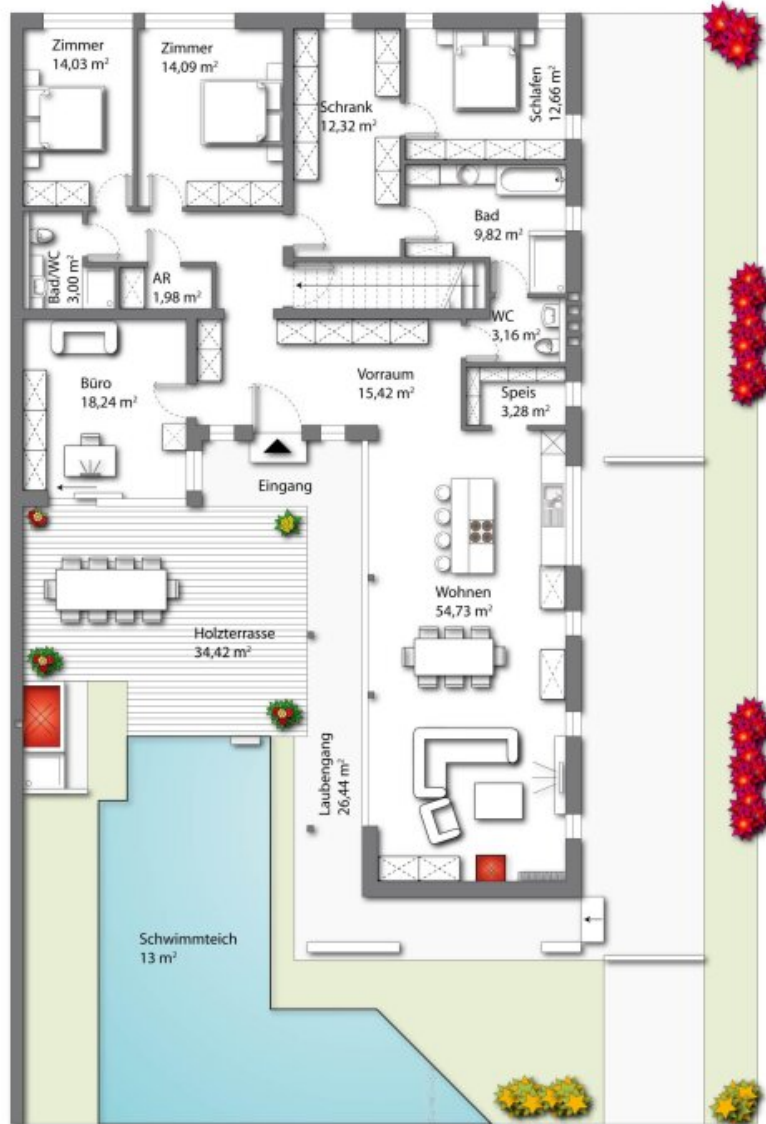 Zimmer
14,03 m²
Zimmer
14,09 m²
Schrank
12,32 m²
Schlafen
12,66 m²
Bad
9,82 m²
Bad/WC
3,00 m²
AR
1,98 m²
WC
3,16 m²
Büro
18,24 m²
Vorraum
15,42 m²
Speis
3,28 m²
Eingang
Wohnen
54,73 m²
Holzterrasse
34,42 m²
Laubengang
26,44 m²
Schwimmteich
13 m²